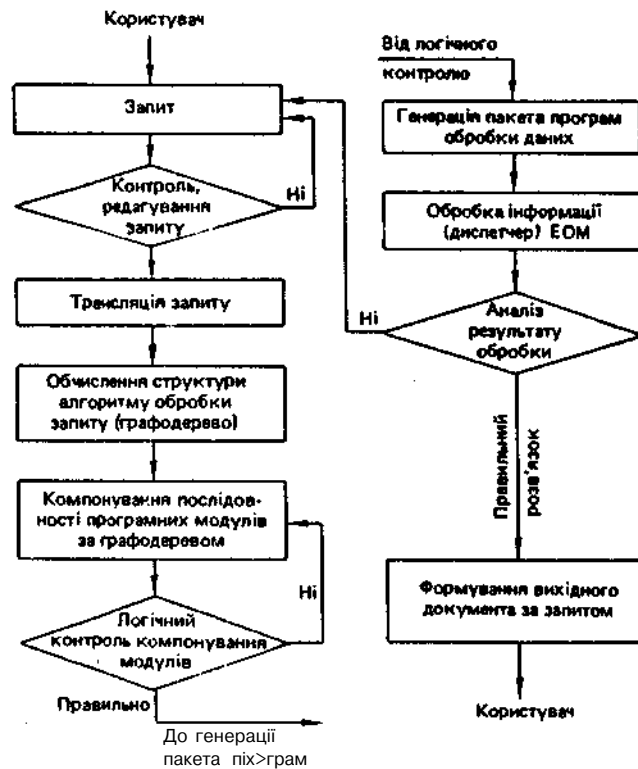 Користувач
Запит
Контроль,
редагування
запиту
Ні
Трансляція запиту
Обчислення структури
алгоритму обробки
запиту (графодерево)
Компонування послідов-
ності програмних модулів
за графодеревом
Ні
Логічний
контроль компонування
модулів
Правильно
До генерації
пакета піх>грам
Від логічного
контролю
Генерація пакета програм
обробки даних
Обробка інформації
(диспетчер) ЕОМ
Ні
Аналіз
результату
обробки
Правильний
розв'язок
Формування вихідного
документа за запитом
Користувач